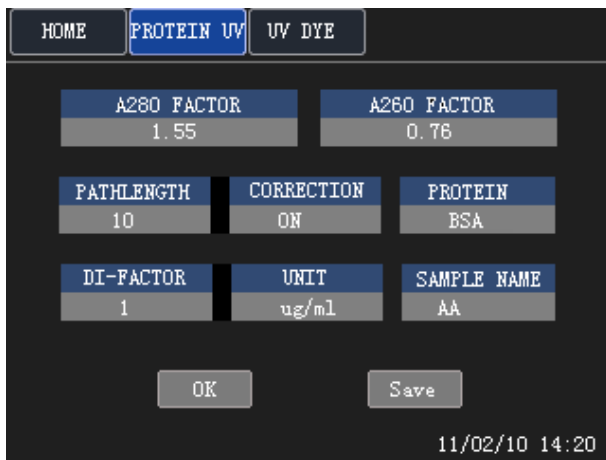 HOME PROTEIN UV UV DYE
A280 FACTOR A260 FACTOR
1.55 0.76
PATHLENGTH CORRECTION PROTEIN
10 ON BSA
DI-FACTOR UNIT SAMPLE NAME
1 ug/ml AA
OK Save
11/02/10 14:20